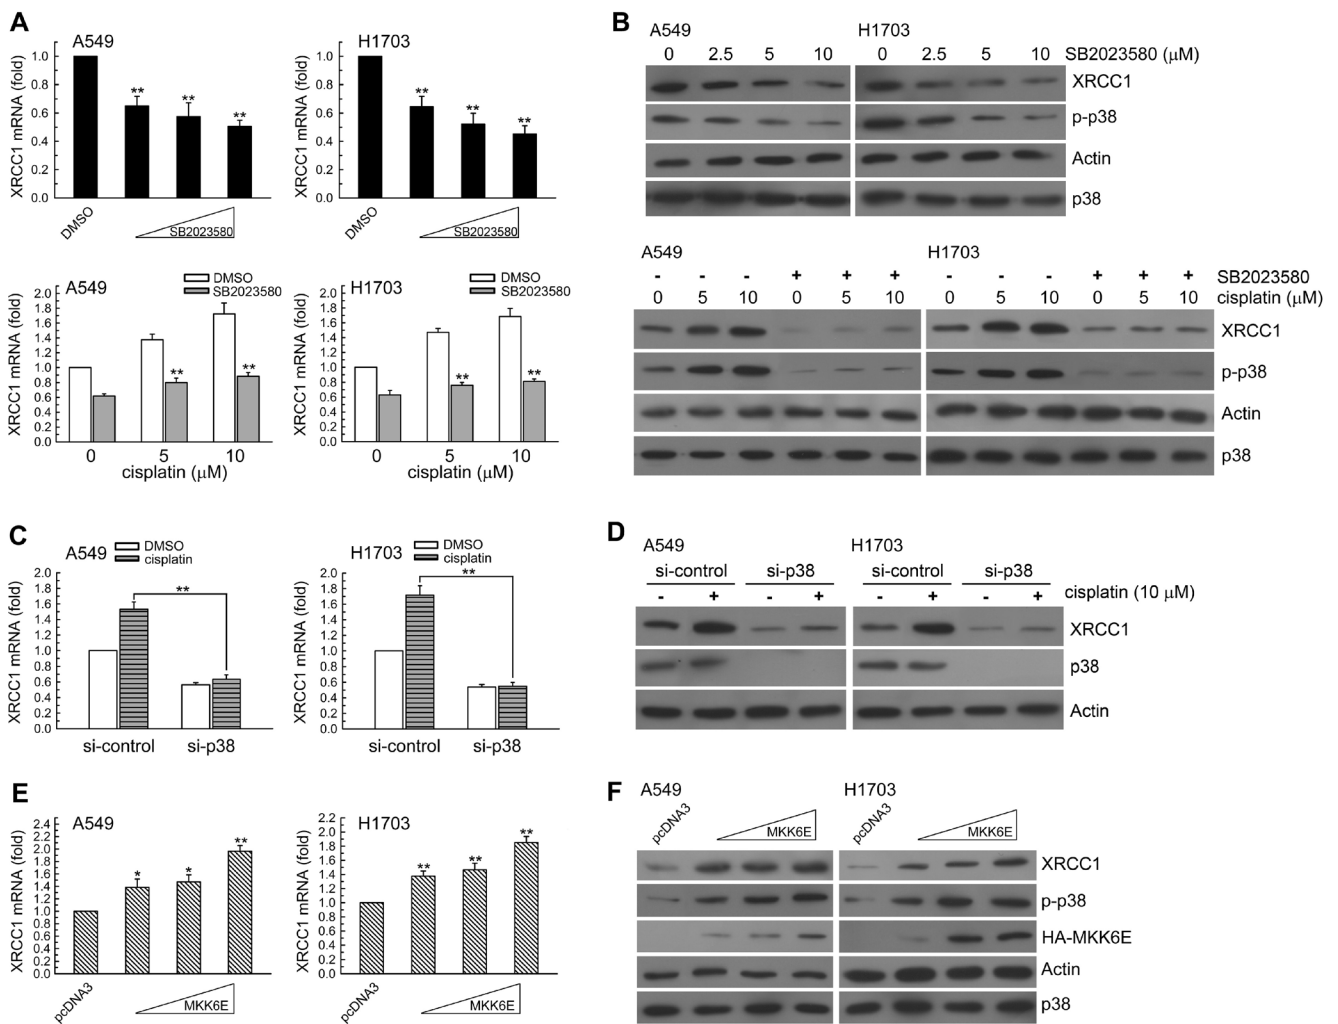 A
A549
XRCC1 mRNA (fold)
1.0
0.8
0.6
0.4
0.2
0.0
**
**
**
DMSO
SB2023580
H1703
XRCC1 mRNA (fold)
1.0
0.8
0.6
0.4
0.2
0.0
**
**
**
DMSO
SB2023580
A549
DMSO
SB2023580
XRCC1 mRNA (fold)
2.0
1.8
1.6
1.4
1.2
1.0
0.8
0.6
0.4
0.2
0.0
**
**
0 5 10
cisplatin (μM)
H1703
DMSO
SB2023580
XRCC1 mRNA (fold)
2.0
1.8
1.6
1.4
1.2
1.0
0.8
0.6
0.4
0.2
0.0
**
**
0 5 10
cisplatin (μM)
B
A549 H1703
0 2.5 5 10 0 2.5 5 10 SB2023580 (μM)
XRCC1
p-p38
Actin
p38
A549 H1703
- - - + + + - - - + + + SB2023580
0 5 10 0 5 10 0 5 10 0 5 10 cisplatin (μM)
XRCC1
p-p38
Actin
p38
C
A549
DMSO
cisplatin
XRCC1 mRNA (fold)
2.0
1.8
1.6
1.4
1.2
1.0
0.8
0.6
0.4
0.2
0.0
**
si-control si-p38
H1703
DMSO
cisplatin
XRCC1 mRNA (fold)
2.0
1.8
1.6
1.4
1.2
1.0
0.8
0.6
0.4
0.2
0.0
**
si-control si-p38
D
A549 H1703
si-control si-p38 si-control si-p38
- + - + - + - + cisplatin (10 μM)
XRCC1
p38
Actin
E
A549
XRCC1 mRNA (fold)
2.4
2.2
2.0
1.8
1.6
1.4
1.2
1.0
0.8
0.6
0.4
0.2
0.0
*
*
**
pcDNA3
MKK6E
H1703
XRCC1 mRNA (fold)
2.2
2.0
1.8
1.6
1.4
1.2
1.0
0.8
0.6
0.4
0.2
0.0
**
**
**
pcDNA3
MKK6E
F
A549 H1703
pcDNA3 MKK6E pcDNA3 MKK6E
XRCC1
p-p38
HA-MKK6E
Actin
p38